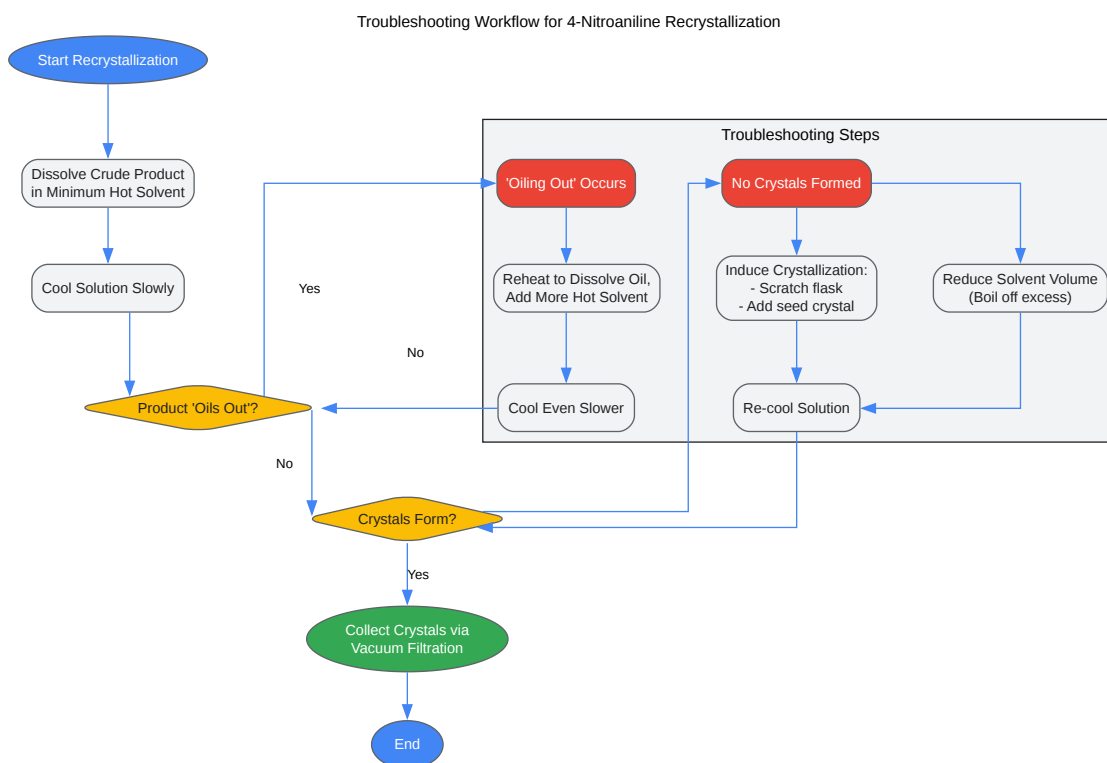 Troubleshooting Workflow for 4-Nitroaniline Recrystallization
Start Recrystallization
Troubleshooting Steps
Dissolve Crude Product
in Minimum Hot Solvent
'Oiling Out' Occurs
No Crystals Formed
Cool Solution Slowly
Yes
Reheat to Dissolve Oil,
Add More Hot Solvent
Induce Crystallization:
- Scratch flask
- Add seed crystal
Reduce Solvent Volume
(Boil off excess)
No
Product 'Oils Out'?
Cool Even Slower
Re-cool Solution
No
Crystals Form?
Yes
Collect Crystals via
Vacuum Filtration
End